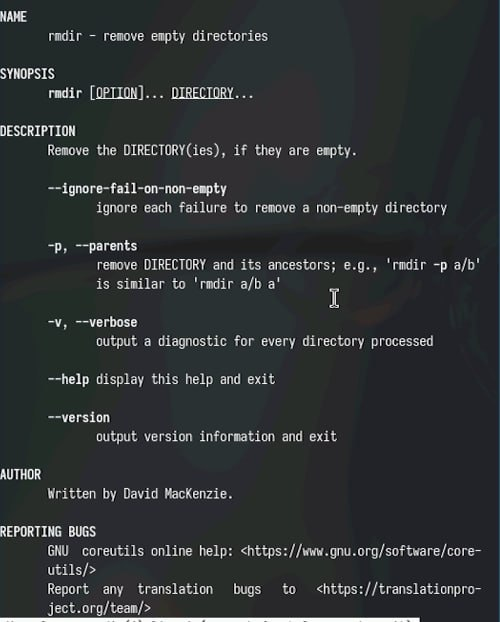 NAME
rmdir - remove empty directories
SYNOPSIS
rmdir [OPTION]... DIRECTORY...
DESCRIPTION
Remove the DIRECTORY(ies), if they are empty.
--ignore-fail-on-non-empty
ignore each failure to remove a non-empty directory
-p, --parents
remove DIRECTORY and its ancestors; e.g., 'rmdir -p a/b'
is similar to 'rmdir a/b a'
-v, --verbose
output a diagnostic for every directory processed
--help display this help and exit
--version
output version information and exit
AUTHOR
Written by David MacKenzie.
REPORTING BUGS
GNU coreutils online help: <https://www.gnu.org/software/core-
utils/>
Report any translation bugs to <https://translationpro-
ject.org/team/>